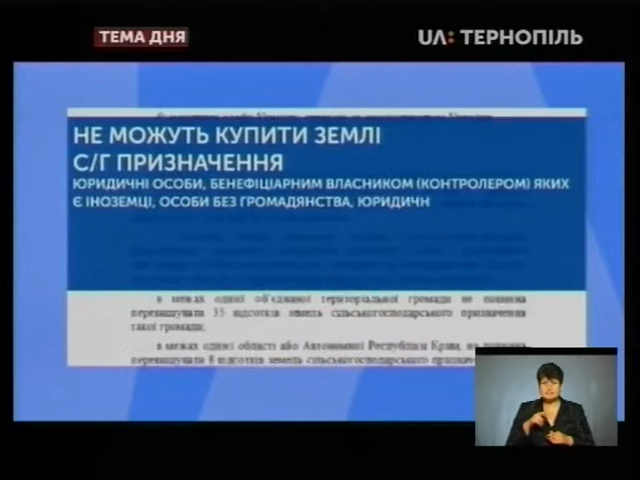 ТЕМА ДНЯ
UA: ТЕРНОПІЛЬ
НЕ МОЖУТЬ КУПИТИ ЗЕМЛІ
С/Г ПРИЗНАЧЕННЯ
ЮРИДИЧНІ ОСОБИ, БЕНЕФІЦІАРНИМ ВЛАСНИКОМ (КОНТРОЛЕРОМ) ЯКИХ
Є ІНОЗЕМЦІ, ОСОБИ БЕЗ ГРОМАДЯНСТВА, ЮРИДИЧН
в межах однієї об'єднаної територіальної громади не повинна
перевищувати 35 відсотків земель сільськогосподарського призначення
такої громади;
в межах однієї області або Автономної Республіки Крим, не повинна
перевищувати 8 відсотків земель сільськогосподарського